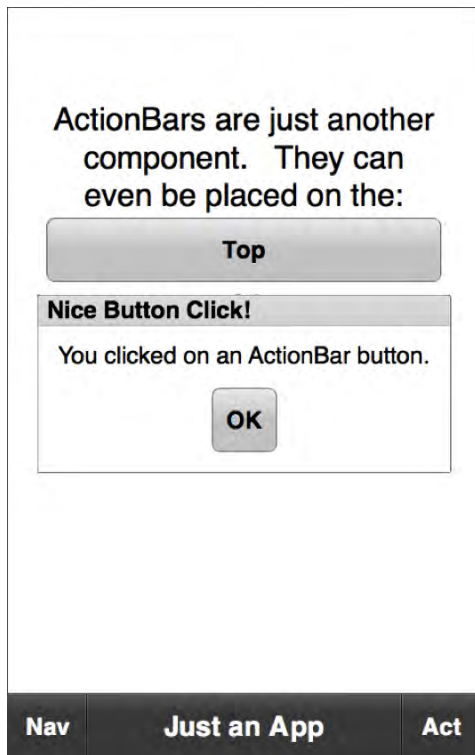 ActionBars are just another
component. They can
even be placed on the:
Top
Nice Button Click!
You clicked on an ActionBar button.
OK
Nav Just an App Act